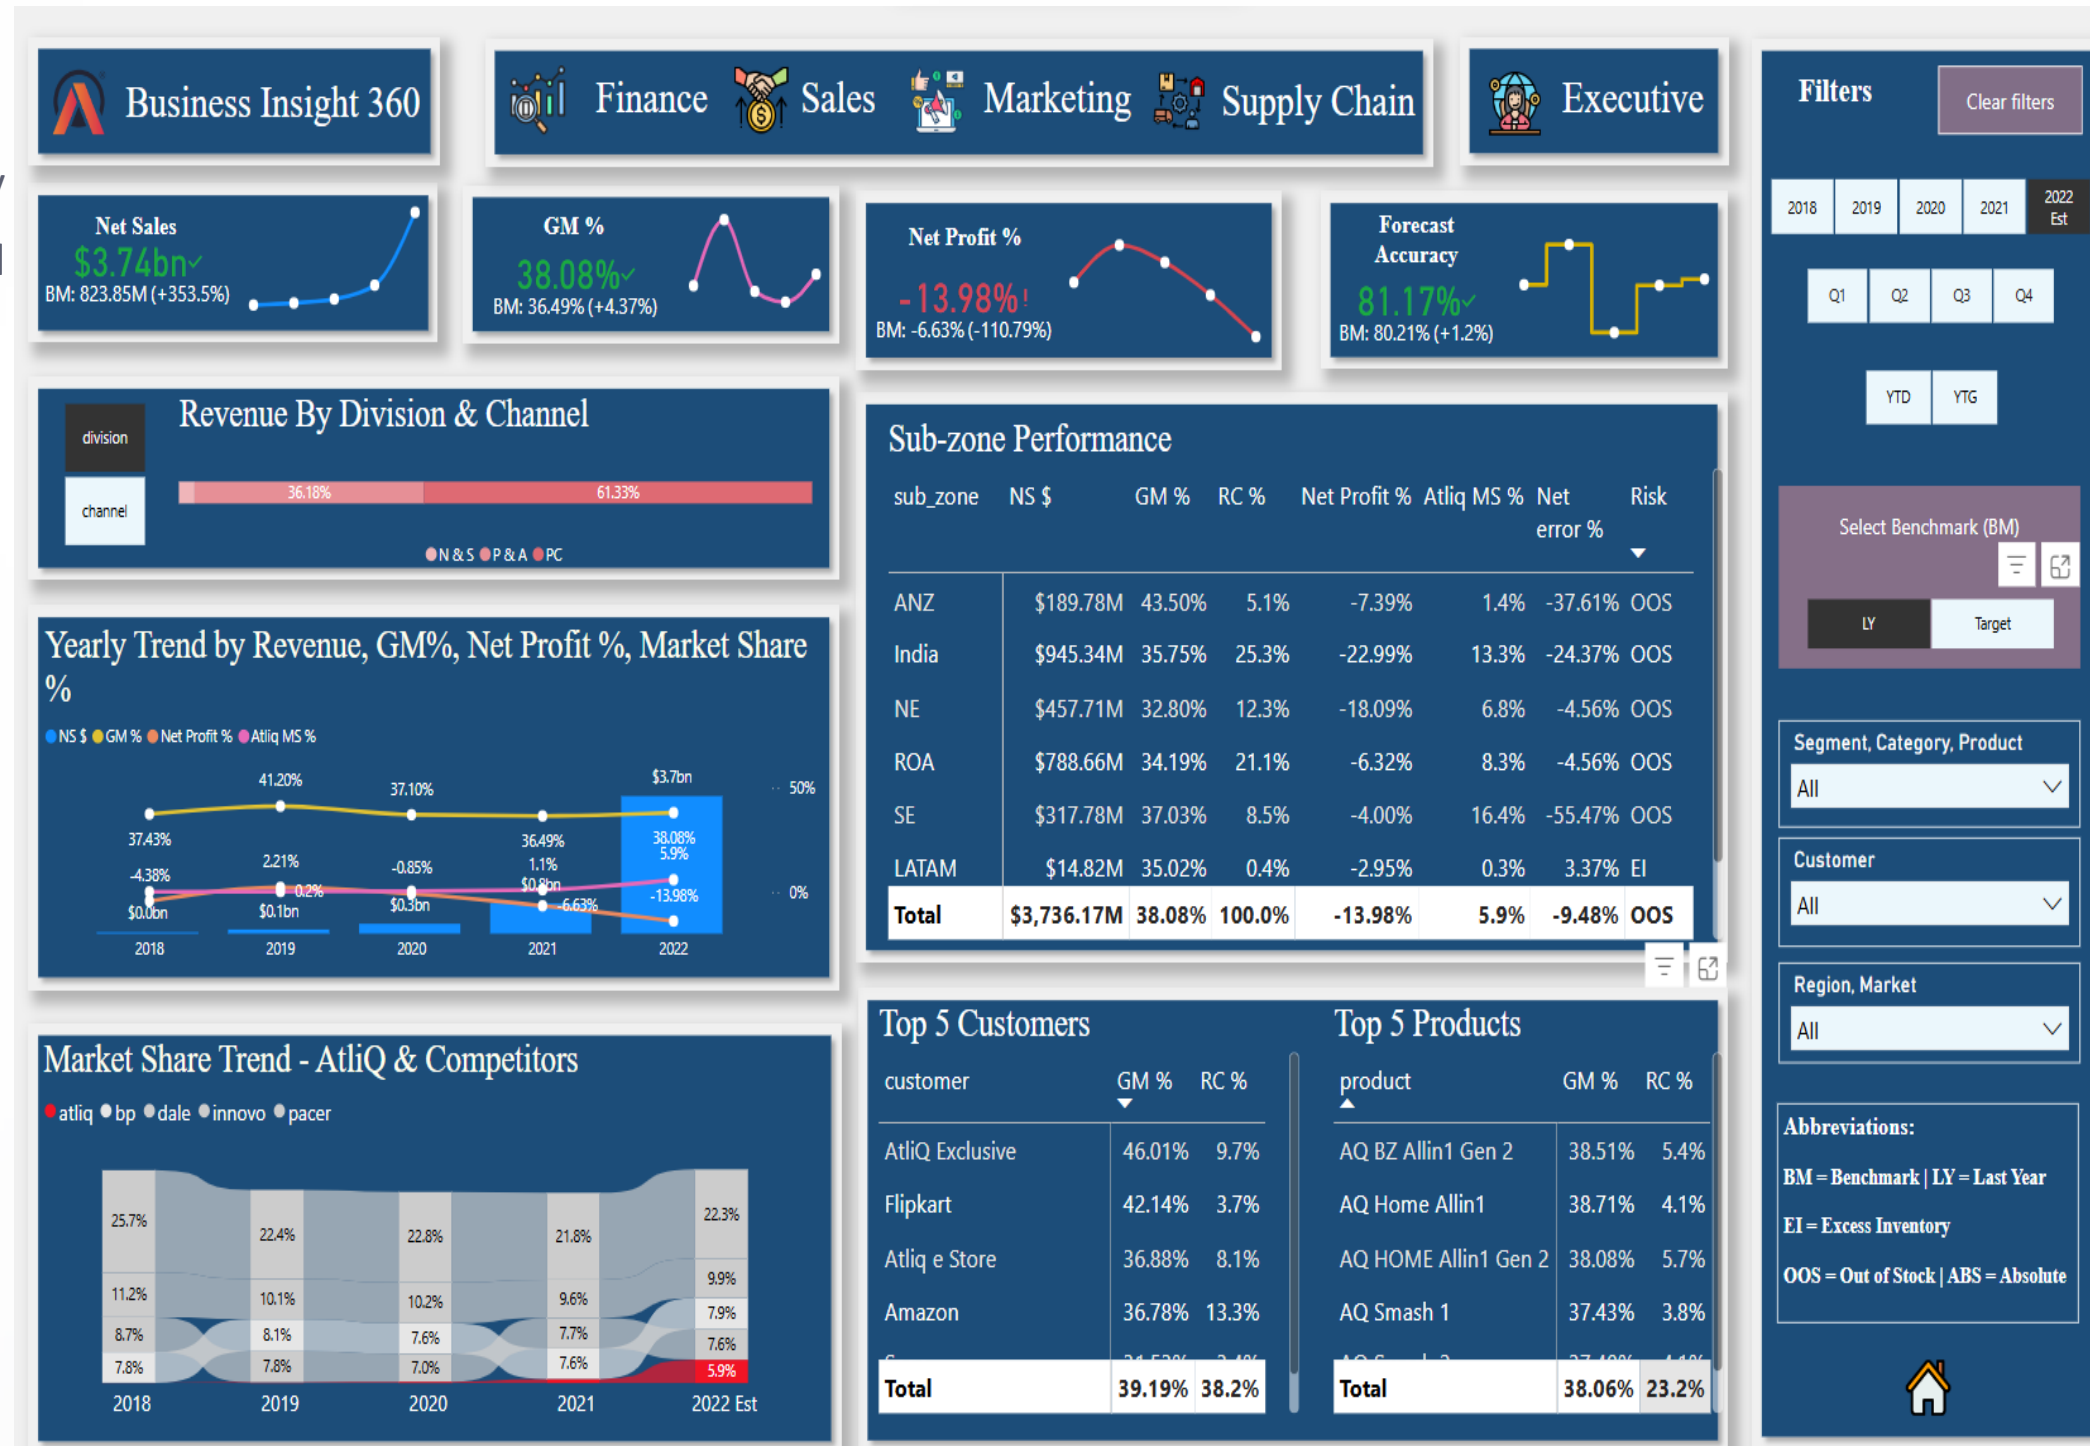 Business Insight 360
Finance
Sales
Marketing
Supply Chain
Executive
Filters
Clear filters
2018
2019
2020
2021
2022
Est
Q1
Q2
Q3
Q4
YTD
YTG
Select Benchmark (BM)
LY
Target
Segment, Category, Product
All
Customer
All
Region, Market
All
Abbreviations:
BM = Benchmark | LY = Last Year
EI = Excess Inventory
OOS = Out of Stock | ABS = Absolute
Net Sales
$3.74bn
BM: 823.85M (+353.5%)
GM %
38.08%
BM: 36.49% (+4.37%)
Net Profit %
-13.98%!
BM: -6.63% (-110.79%)
Forecast
Accuracy
81.17%
BM: 80.21% (+1.2%)
Revenue By Division & Channel
division
channel
36.18%
61.33%
N & S P & A PC
Yearly Trend by Revenue, GM%, Net Profit %, Market Share
%
NS $ GM % Net Profit % Atliq MS %
37.43%
41.20%
37.10%
36.49%
38.08%
-4.38%
2.21%
-0.85%
-6.63%
-13.98%
0.2%
1.1%
5.9%
$0.0bn
$0.1bn
$0.3bn
$0.8bn
$3.7bn
50%
0%
2018 2019 2020 2021 2022
Market Share Trend - AtliQ & Competitors
atliq bp dale innovo pacer
25.7% 22.4% 22.8% 21.8% 22.3%
11.2% 10.1% 10.2% 9.6% 9.9%
8.7% 8.1% 7.6% 7.7% 7.9%
7.8% 7.8% 7.0% 7.6% 7.6%
5.9%
2018 2019 2020 2021 2022 Est
Sub-zone Performance
sub_zone NS $ GM % RC % Net Profit % Atliq MS % Net Risk
error %
ANZ $189.78M 43.50% 5.1% -7.39% 1.4% -37.61% OOS
India $945.34M 35.75% 25.3% -22.99% 13.3% -24.37% OOS
NE $457.71M 32.80% 12.3% -18.09% 6.8% -4.56% OOS
ROA $788.66M 34.19% 21.1% -6.32% 8.3% -4.56% OOS
SE $317.78M 37.03% 8.5% -4.00% 16.4% -55.47% OOS
LATAM $14.82M 35.02% 0.4% -2.95% 0.3% 3.37% EI
Total $3,736.17M 38.08% 100.0% -13.98% 5.9% -9.48% OOS
Top 5 Customers
customer GM % RC %
AtliQ Exclusive 46.01% 9.7%
Flipkart 42.14% 3.7%
Atliq e Store 36.88% 8.1%
Amazon 36.78% 13.3%
Total 39.19% 38.2%
Top 5 Products
product GM % RC %
AQ BZ Allin1 Gen 2 38.51% 5.4%
AQ Home Allin1 38.71% 4.1%
AQ HOME Allin1 Gen 2 38.08% 5.7%
AQ Smash 1 37.43% 3.8%
Total 38.06% 23.2%